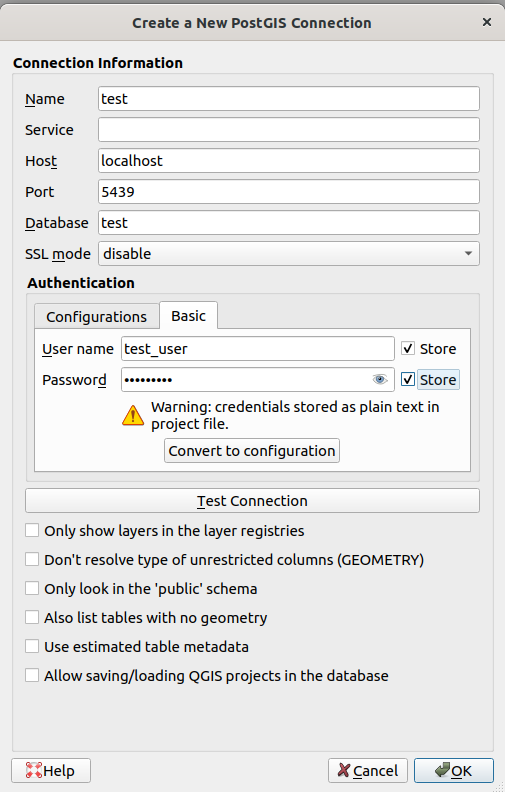 Create a New PostGIS Connection
Connection Information
Name test
Service
Host localhost
Port 5439
Database test
SSL mode disable
Authentication
Configurations Basic
User name test_user Store
Password ••••••••• Store
Warning: credentials stored as plain text in
project file.
Convert to configuration
Test Connection
Only show layers in the layer registries
Don't resolve type of unrestricted columns (GEOMETRY)
Only look in the 'public' schema
Also list tables with no geometry
Use estimated table metadata
Allow saving/loading QGIS projects in the database
Help Cancel OK